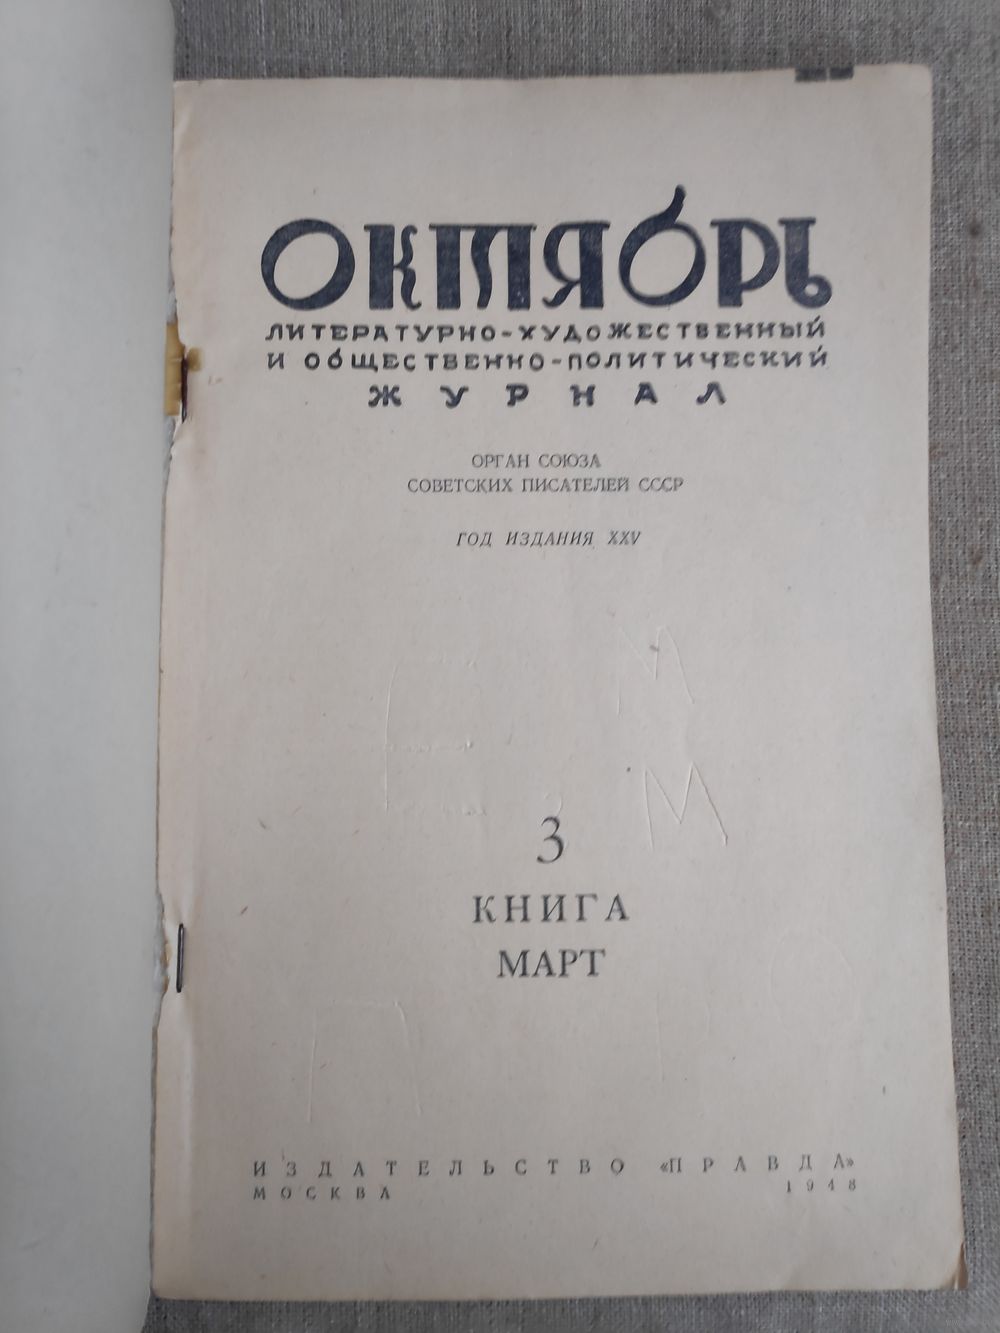 ОКТЯБРЬ
ЛИТЕРАТУРНО-ХУДОЖЕСТВЕННЫЙ
И ОБЩЕСТВЕННО-ПОЛИТИЧЕСКИЙ
ЖУРНАЛ
ОРГАН СОЮЗА
СОВЕТСКИХ ПИСАТЕЛЕЙ СССР
ГОД ИЗДАНИЯ XXV
3
КНИГА
МАРТ
ИЗДАТЕЛЬСТВО «ПРАВДА»
МОСКВА 1948